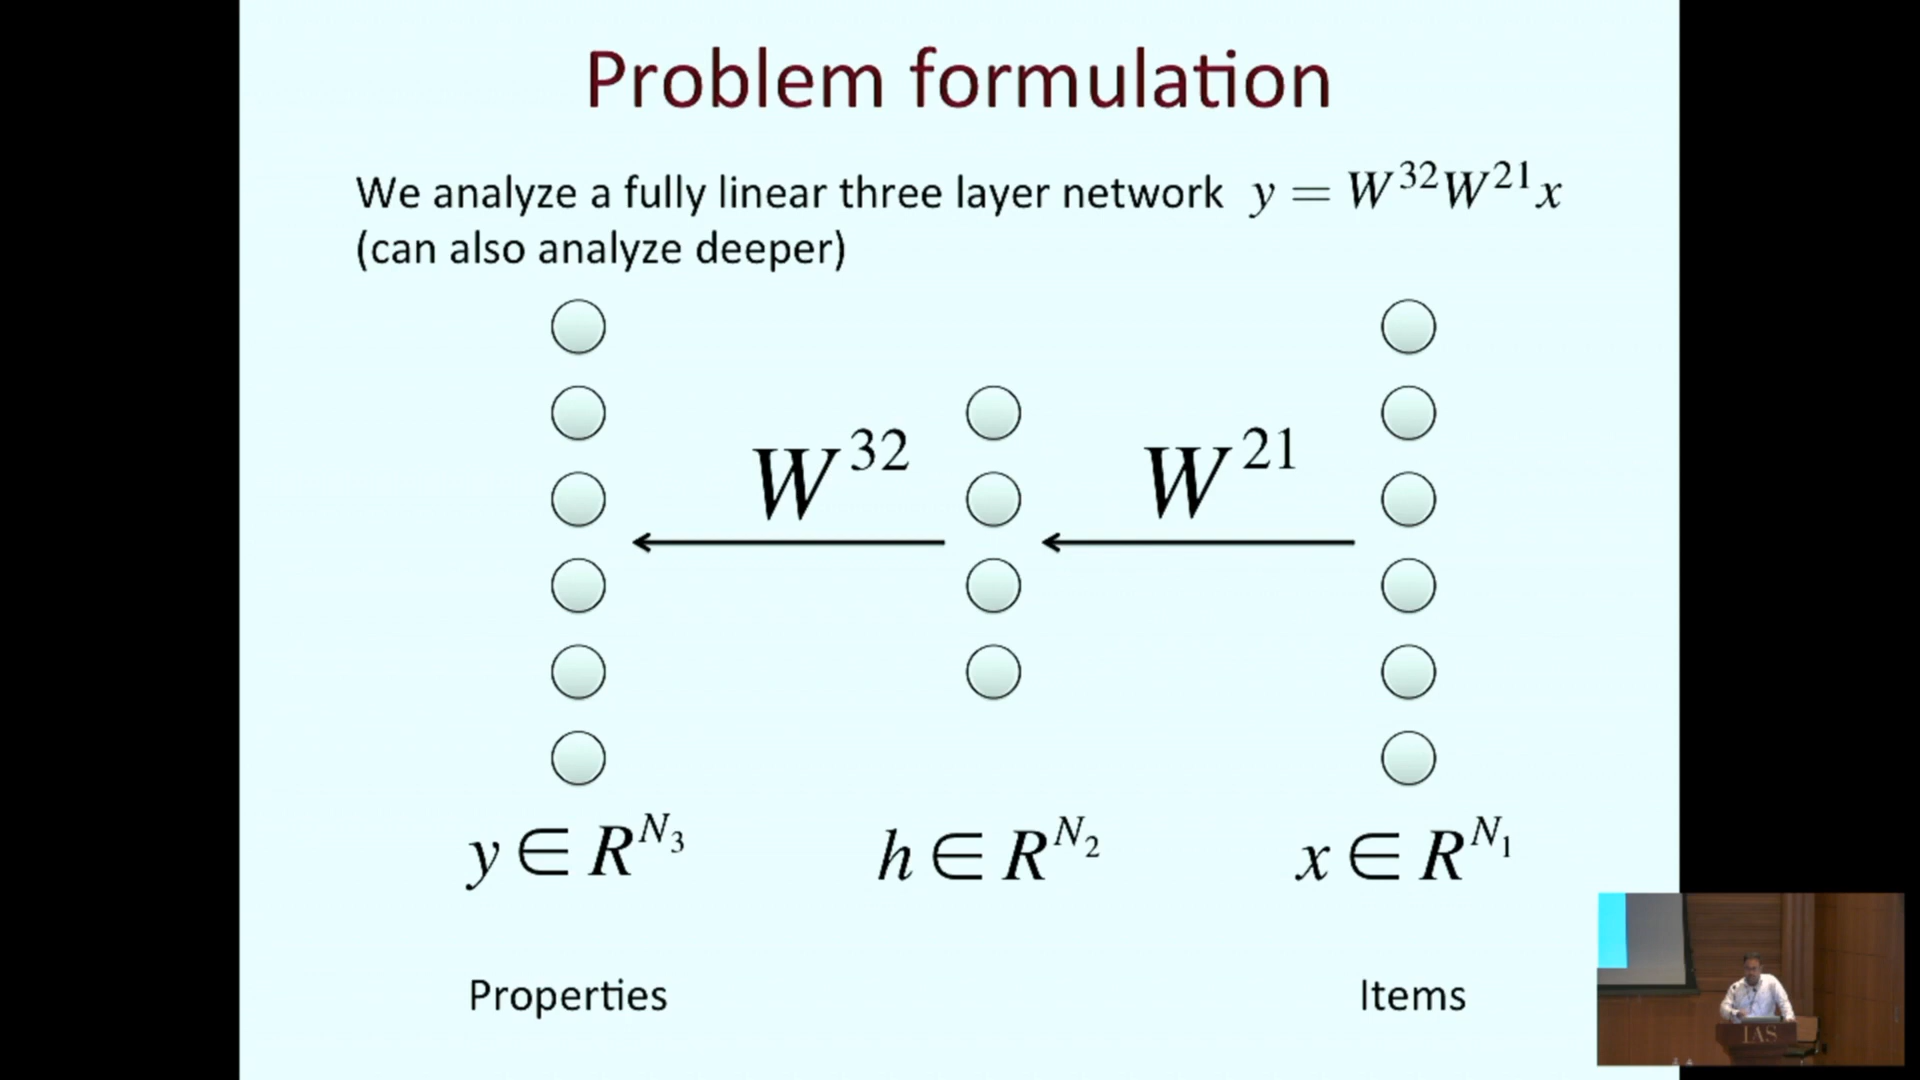 Problem formulation
We analyze a fully linear three layer network y = W³²W²¹x
(can also analyze deeper)
W³² W²¹
y ∈ R^{N₃} h ∈ R^{N₂} x ∈ R^{N₁}
Properties Items
IAS